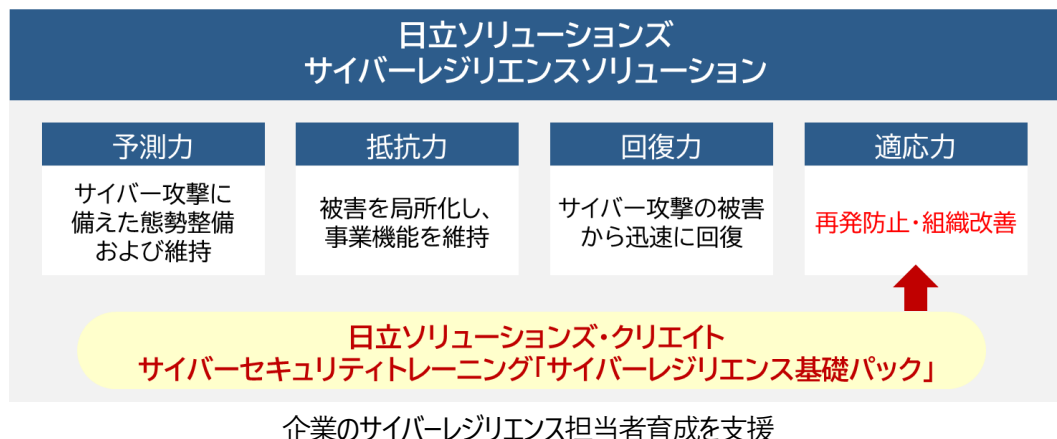 日立ソリューションズ
サイバーレジリエンスソリューション
予測力
サイバー攻撃に
備えた態勢整備
および維持
抵抗力
被害を局所化し、
事業機能を維持
回復力
サイバー攻撃の被害
から迅速に回復
適応力
再発防止・組織改善
日立ソリューションズ・クリエイト
サイバーセキュリティトレーニング「サイバーレジリエンス基礎パック」
企業のサイバーレジリエンス担当者育成を支援